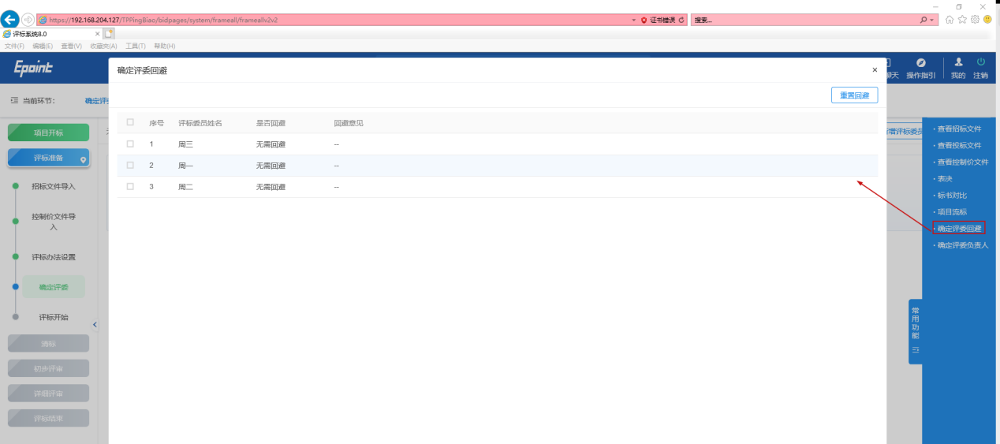 https://192.168.204.127/TPPingBiao/bidpages/system/frameall/frameallv2v2
证书错误
搜索...
评标系统8.0
文件(F) 编辑(E) 查看(V) 收藏夹(A) 工具(T) 帮助(H)
Epoint
确定评委回避
×
聊天 操作指引 我的 注销
当前环节:
确定评
重置回避
序号 评标委员姓名 是否回避 回避意见
1 周三 无需回避 --
2 周一 无需回避 --
3 周二 无需回避 --
项目开标
评标准备
招标文件导入
控制价文件导
入
评标办法设置
确定评委
评标开始
清标
初步评审
详细评审
评标结束
增评标委员
· 查看招标文件
· 查看投标文件
· 查看控制价文件
· 表决
· 标书对比
· 项目流标
· 确定评委回避
· 确定评委负责人
常用功能